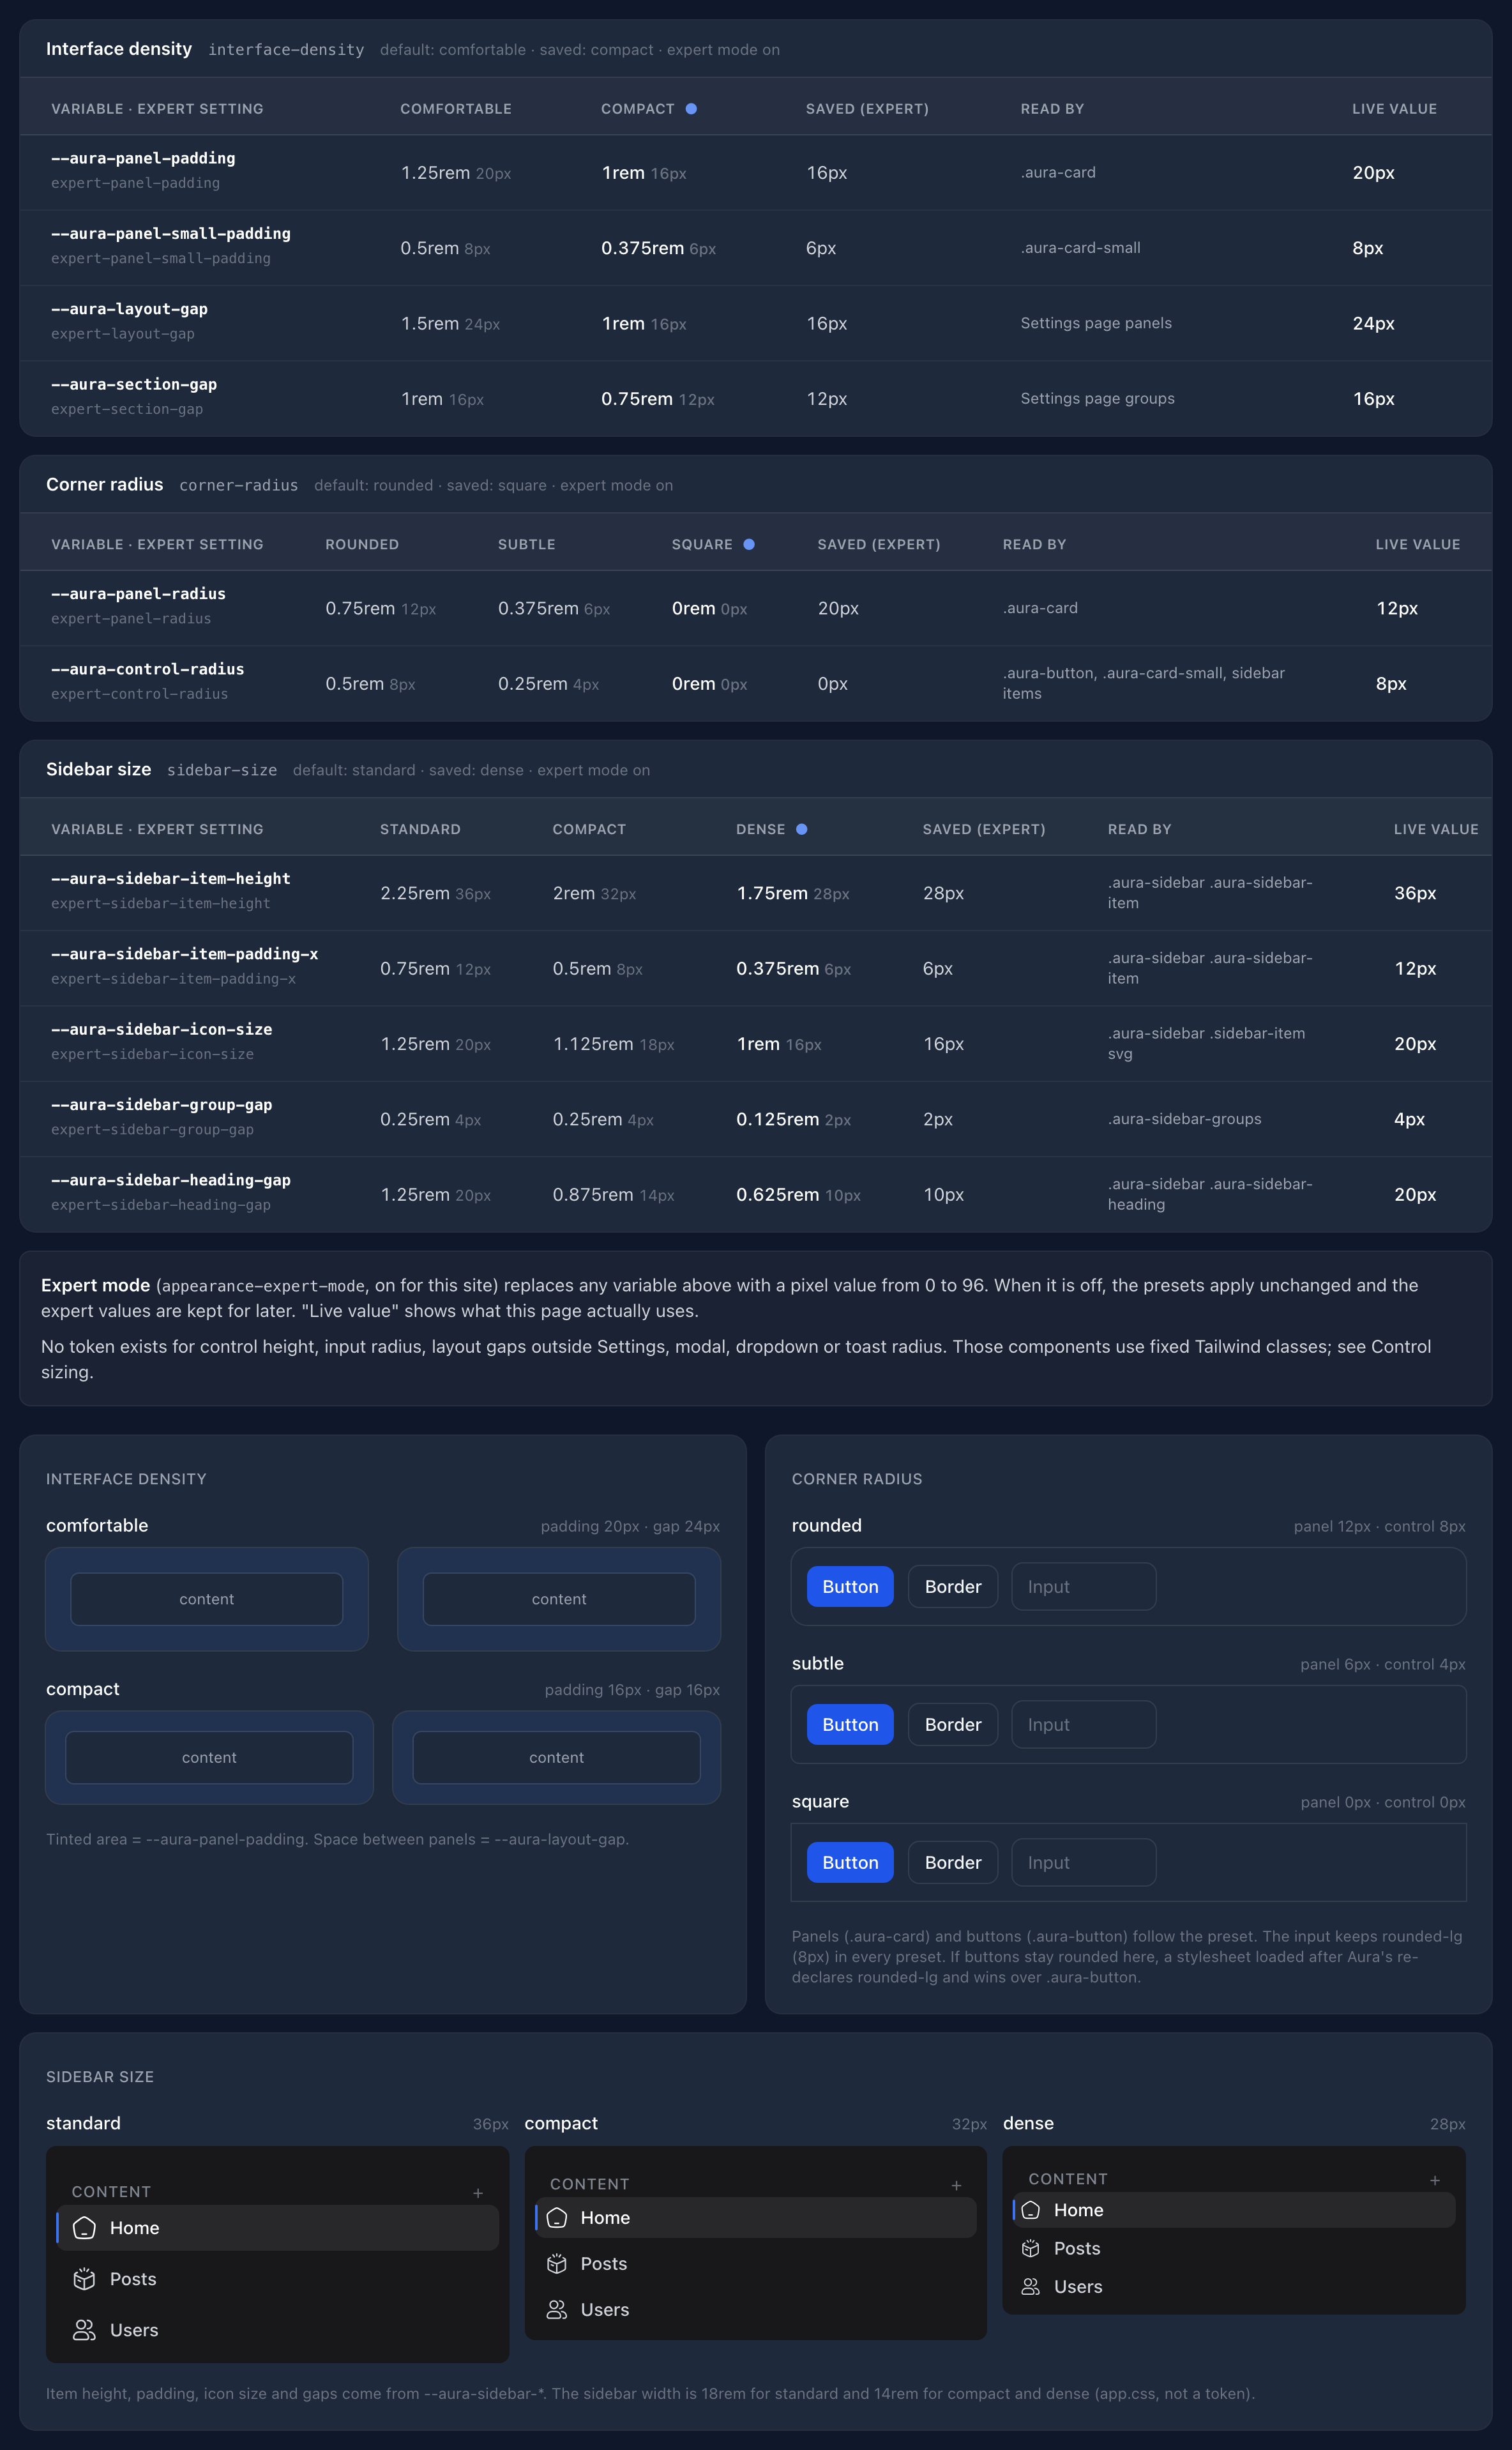 Interface density interface-density default: comfortable · saved: compact · expert mode on
VARIABLE · EXPERT SETTING COMFORTABLE COMPACT SAVED (EXPERT) READ BY LIVE VALUE
--aura-panel-padding
expert-panel-padding
1.25rem 20px 1rem 16px 16px .aura-card 20px
--aura-panel-small-padding
expert-panel-small-padding
0.5rem 8px 0.375rem 6px 6px .aura-card-small 8px
--aura-layout-gap
expert-layout-gap
1.5rem 24px 1rem 16px 16px Settings page panels 24px
--aura-section-gap
expert-section-gap
1rem 16px 0.75rem 12px 12px Settings page groups 16px
Corner radius corner-radius default: rounded · saved: square · expert mode on
VARIABLE · EXPERT SETTING ROUNDED SUBTLE SQUARE SAVED (EXPERT) READ BY LIVE VALUE
--aura-panel-radius
expert-panel-radius
0.75rem 12px 0.375rem 6px 0rem 0px 20px .aura-card 12px
--aura-control-radius
expert-control-radius
0.5rem 8px 0.25rem 4px 0rem 0px 0px .aura-button, .aura-card-small, sidebar
items
8px
Sidebar size sidebar-size default: standard · saved: dense · expert mode on
VARIABLE · EXPERT SETTING STANDARD COMPACT DENSE SAVED (EXPERT) READ BY LIVE VALUE
--aura-sidebar-item-height
expert-sidebar-item-height
2.25rem 36px 2rem 32px 1.75rem 28px 28px .aura-sidebar .aura-sidebar-
item
36px
--aura-sidebar-item-padding-x
expert-sidebar-item-padding-x
0.75rem 12px 0.5rem 8px 0.375rem 6px 6px .aura-sidebar .aura-sidebar-
item
12px
--aura-sidebar-icon-size
expert-sidebar-icon-size
1.25rem 20px 1.125rem 18px 1rem 16px 16px .aura-sidebar .sidebar-item
svg
20px
--aura-sidebar-group-gap
expert-sidebar-group-gap
0.25rem 4px 0.25rem 4px 0.125rem 2px 2px .aura-sidebar-groups 4px
--aura-sidebar-heading-gap
expert-sidebar-heading-gap
1.25rem 20px 0.875rem 14px 0.625rem 10px 10px .aura-sidebar .aura-sidebar-
heading
20px
Expert mode (appearance-expert-mode, on for this site) replaces any variable above with a pixel value from 0 to 96. When it is off, the presets apply unchanged and the
expert values are kept for later. "Live value" shows what this page actually uses.
No token exists for control height, input radius, layout gaps outside Settings, modal, dropdown or toast radius. Those components use fixed Tailwind classes; see Control
sizing.
INTERFACE DENSITY
comfortable padding 20px · gap 24px
content content
compact padding 16px · gap 16px
content content
Tinted area = --aura-panel-padding. Space between panels = --aura-layout-gap.
CORNER RADIUS
rounded panel 12px · control 8px
Button Border Input
subtle panel 6px · control 4px
Button Border Input
square panel 0px · control 0px
Button Border Input
Panels (.aura-card) and buttons (.aura-button) follow the preset. The input keeps rounded-lg
(8px) in every preset. If buttons stay rounded here, a stylesheet loaded after Aura's re-
declares rounded-lg and wins over .aura-button.
SIDEBAR SIZE
standard 36px
CONTENT +
Home
Posts
Users
compact 32px
CONTENT +
Home
Posts
Users
dense 28px
CONTENT +
Home
Posts
Users
Item height, padding, icon size and gaps come from --aura-sidebar-*. The sidebar width is 18rem for standard and 14rem for compact and dense (app.css, not a token).